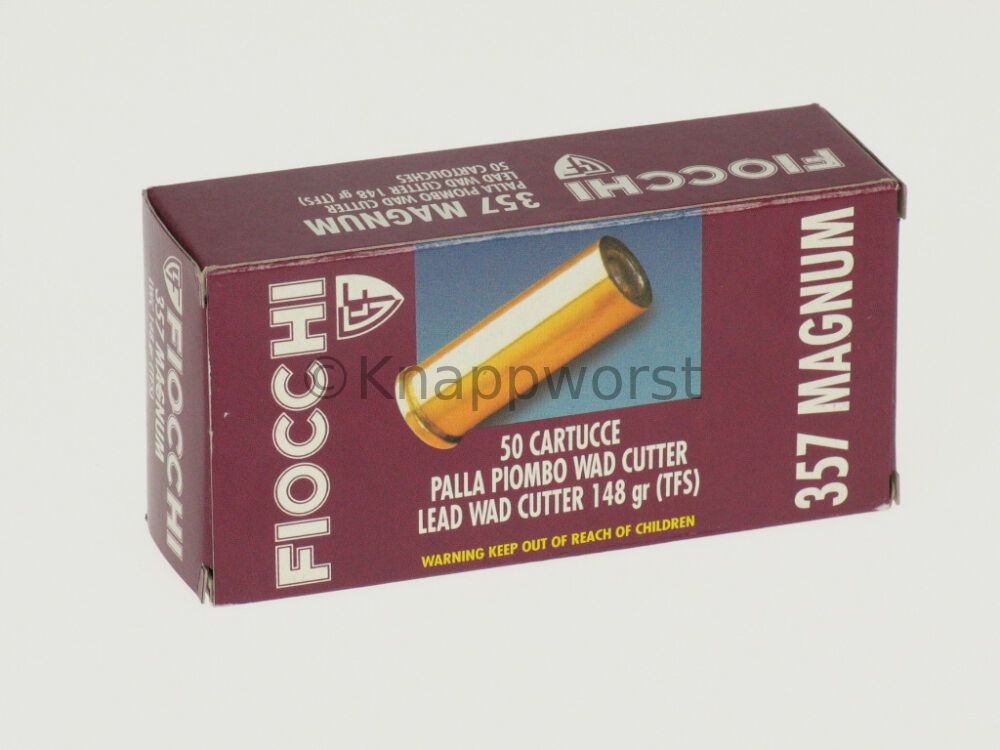 FIOCCHI
357 MAGNUM
PALLA PIOMBO WAD CUTTER
LEAD WAD CUTTER 148 gr (TFS)
50 CARTOUCHES
FIOCCHI
357 MAGNUM
FIOCCHI
© Knappworst
50 CARTUCCE
PALLA PIOMBO WAD CUTTER
LEAD WAD CUTTER 148 gr (TFS)
WARNING KEEP OUT OF REACH OF CHILDREN
357 MAGNUM